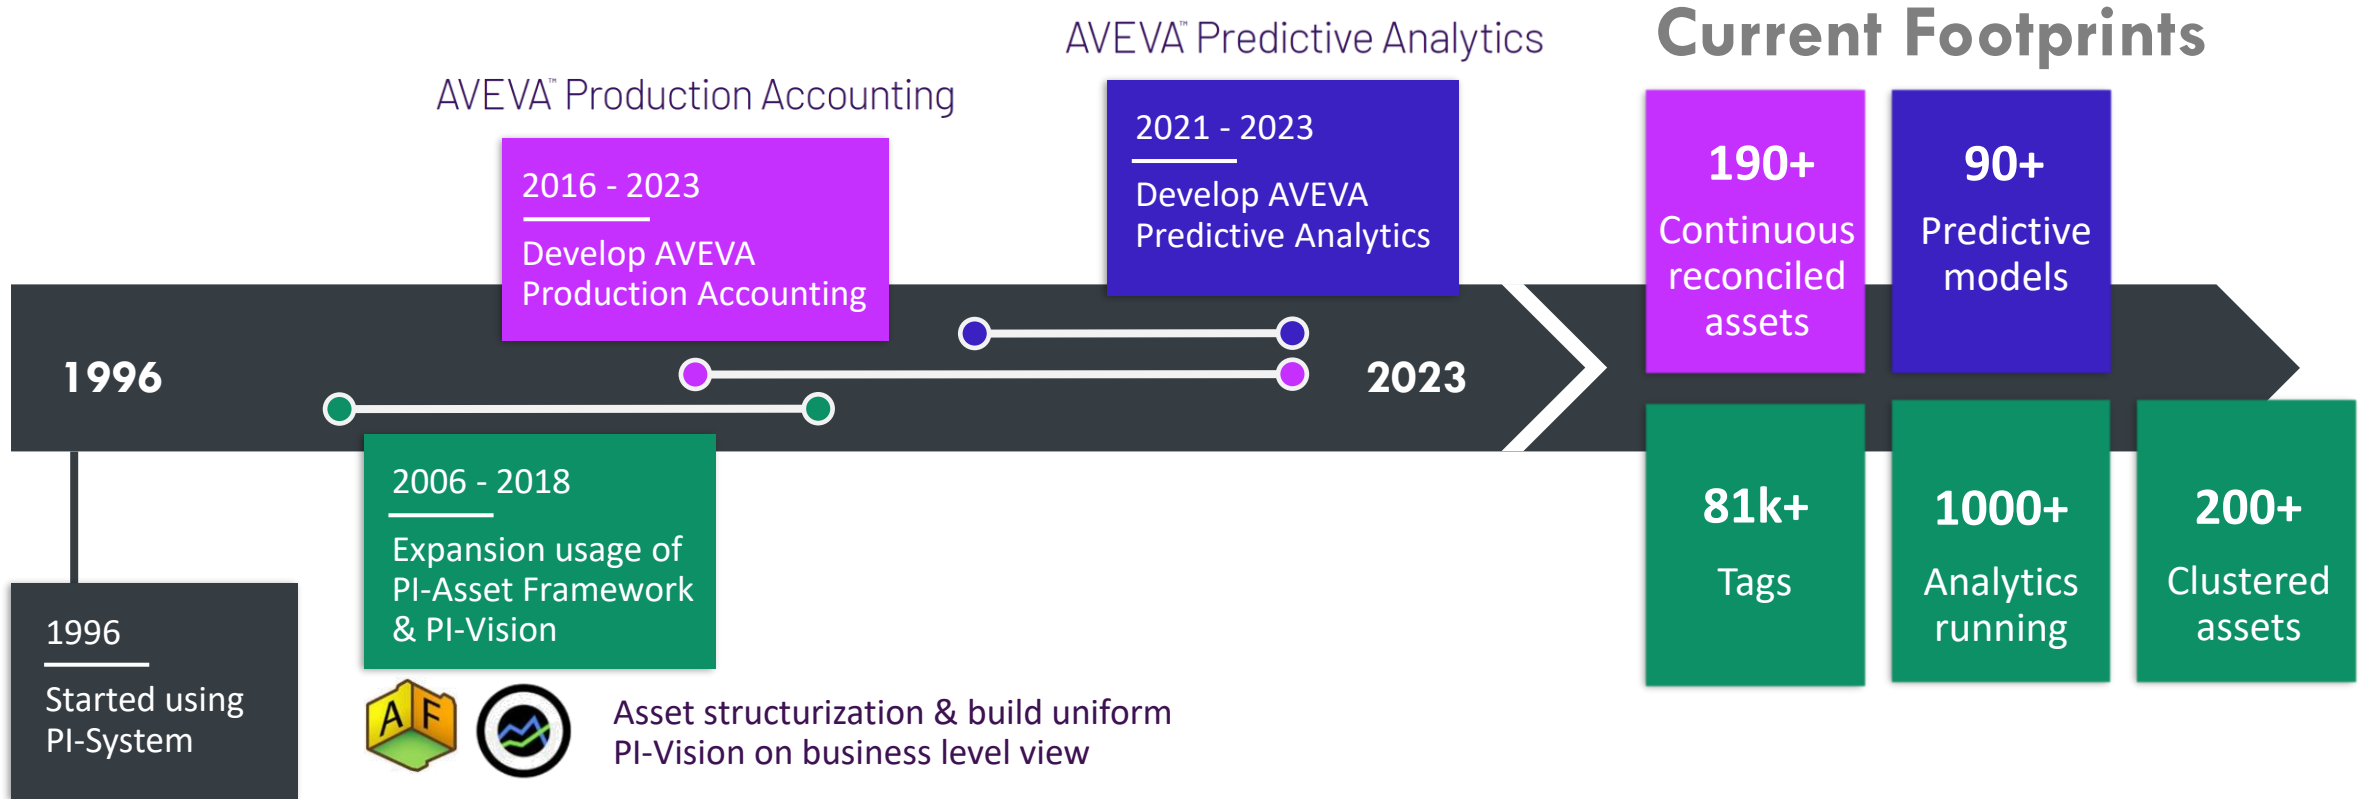 Current Footprints
AVEVA™ Predictive Analytics
AVEVA™ Production Accounting
2021 - 2023
Develop AVEVA
Predictive Analytics
2016 - 2023
Develop AVEVA
Production Accounting
190+
Continuous
reconciled
assets
90+
Predictive
models
1996
2023
2006 - 2018
Expansion usage of
PI-Asset Framework
& PI-Vision
81k+
Tags
1000+
Analytics
running
200+
Clustered
assets
1996
Started using
PI-System
AF
Asset structurization & build uniform
PI-Vision on business level view